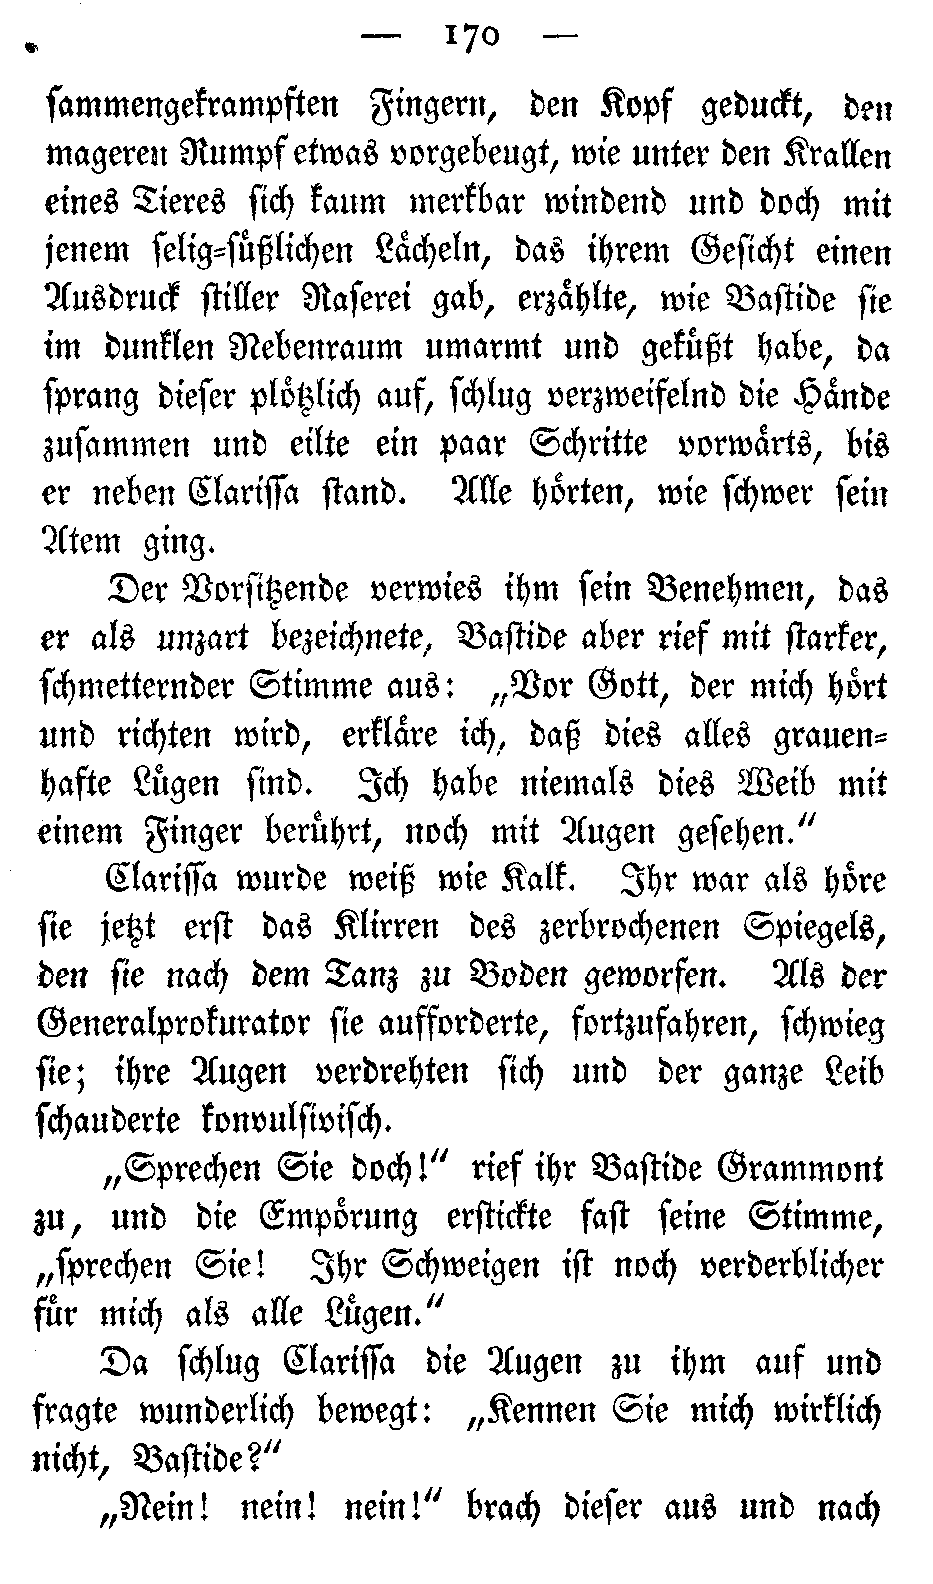 — 170 —
sammengekrampften Fingern, den Kopf geduckt, den
mageren Rumpf etwas vorgebeugt, wie unter den Krallen
eines Tieres sich kaum merkbar windend und doch mit
jenem selig-süßlichen Lächeln, das ihrem Gesicht einen
Ausdruck stiller Raserei gab, erzählte, wie Bastide sie
im dunklen Nebenraum umarmt und geküßt habe, da
sprang dieser plötzlich auf, schlug verzweifelnd die Hände
zusammen und eilte ein paar Schritte vorwärts, bis
er neben Clarissa stand. Alle hörten, wie schwer sein
Atem ging.
Der Vorsitzende verwies ihm sein Benehmen, das
er als unzart bezeichnete, Bastide aber rief mit starker,
schmetternder Stimme aus: „Vor Gott, der mich hört
und richten wird, erkläre ich, daß dies alles grauen-
hafte Lügen sind. Ich habe niemals dies Weib mit
einem Finger berührt, noch mit Augen gesehen.“
Clarissa wurde weiß wie Kalk. Ihr war als höre
sie jetzt erst das Klirren des zerbrochenen Spiegels,
den sie nach dem Tanz zu Boden geworfen. Als der
Generalprokurator sie aufforderte, fortzufahren, schwieg
sie; ihre Augen verdrehten sich und der ganze Leib
schauderte konvulsivisch.
„Sprechen Sie doch!“ rief ihr Bastide Grammont
zu, und die Empörung erstickte fast seine Stimme,
„sprechen Sie! Ihr Schweigen ist noch verderblicher
für mich als alle Lügen.“
Da schlug Clarissa die Augen zu ihm auf und
fragte wunderlich bewegt: „Kennen Sie mich wirklich
nicht, Bastide?“
„Nein! nein! nein!“ brach dieser aus und nach